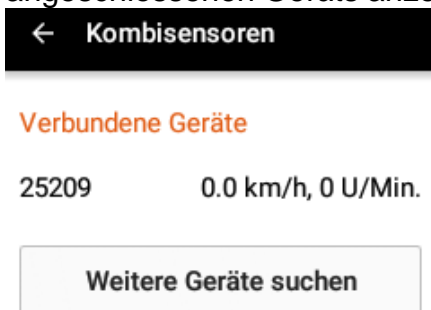 ← Kombisensoren
Verbundene Geräte
25209 0.0 km/h, 0 U/Min.
Weitere Geräte suchen